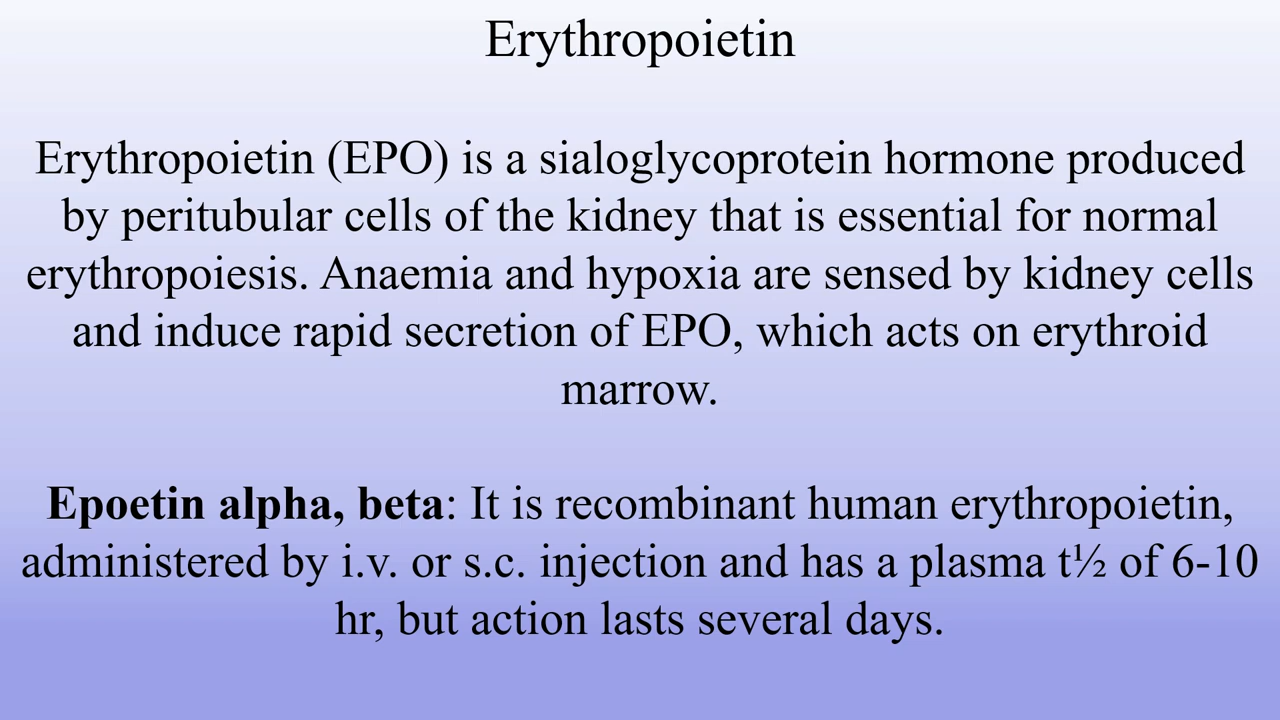 Erythropoietin
Erythropoietin (EPO) is a sialoglycoprotein hormone produced
by peritubular cells of the kidney that is essential for normal
erythropoiesis. Anaemia and hypoxia are sensed by kidney cells
and induce rapid secretion of EPO, which acts on erythroid
marrow.
Epoetin alpha, beta: It is recombinant human erythropoietin,
administered by i.v. or s.c. injection and has a plasma t½ of 6-10
hr, but action lasts several days.